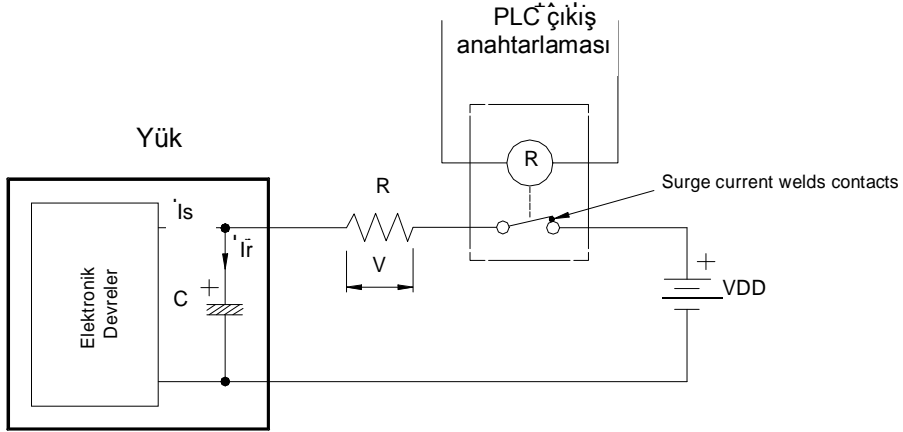 PLC çıkış
anahtarlaması
Yük
R
R
Surge current welds contacts
Is
Ir
V
+
C
+
VDD
Elektronik
Devreler